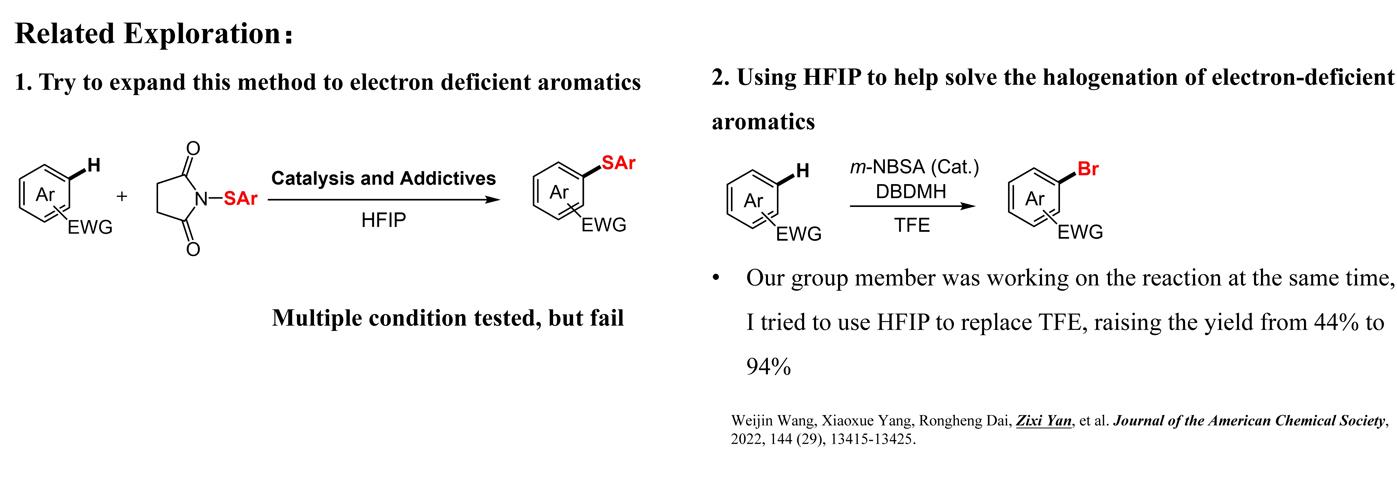 Related Exploration：
1. Try to expand this method to electron deficient aromatics
H
Ar
EWG
+
O
N
SAr
O
Catalysis and Addictives
HFIP
SAr
Ar
EWG
Multiple condition tested, but fail
2. Using HFIP to help solve the halogenation of electron-deficient
aromatics
H
Ar
EWG
m-NBSA (Cat.)
DBDMH
TFE
Br
Ar
EWG
• Our group member was working on the reaction at the same time,
I tried to use HFIP to replace TFE, raising the yield from 44% to
94%
Weijin Wang, Xiaoxue Yang, Rongheng Dai, Zixi Yan, et al. Journal of the American Chemical Society,
2022, 144 (29), 13415-13425.